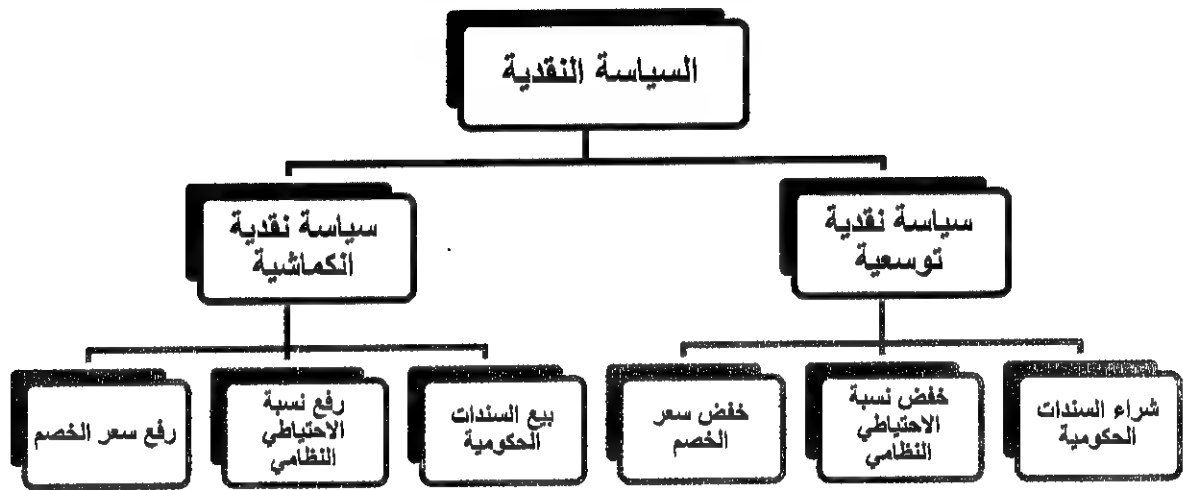 السياسة النقدية
سياسة نقدية
توسعية
سياسة نقدية
انكماشية
شراء السندات
الحكومية
خفض نسبة
الاحتياطي
النظامي
خفض سعر
الخصم
بيع السندات
الحكومية
رفع نسبة
الاحتياطي
النظامي
رفع سعر الخصم